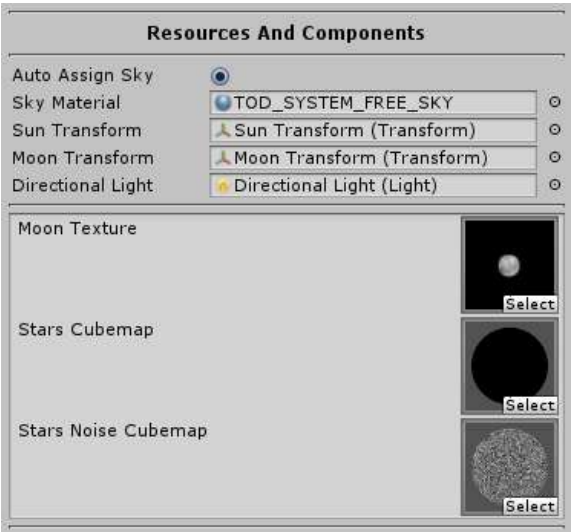 Resources And Components
Auto Assign Sky
Sky Material TOD_SYSTEM_FREE_SKY
Sun Transform Sun Transform (Transform)
Moon Transform Moon Transform (Transform)
Directional Light Directional Light (Light)
Moon Texture
Select
Stars Cubemap
Select
Stars Noise Cubemap
Select